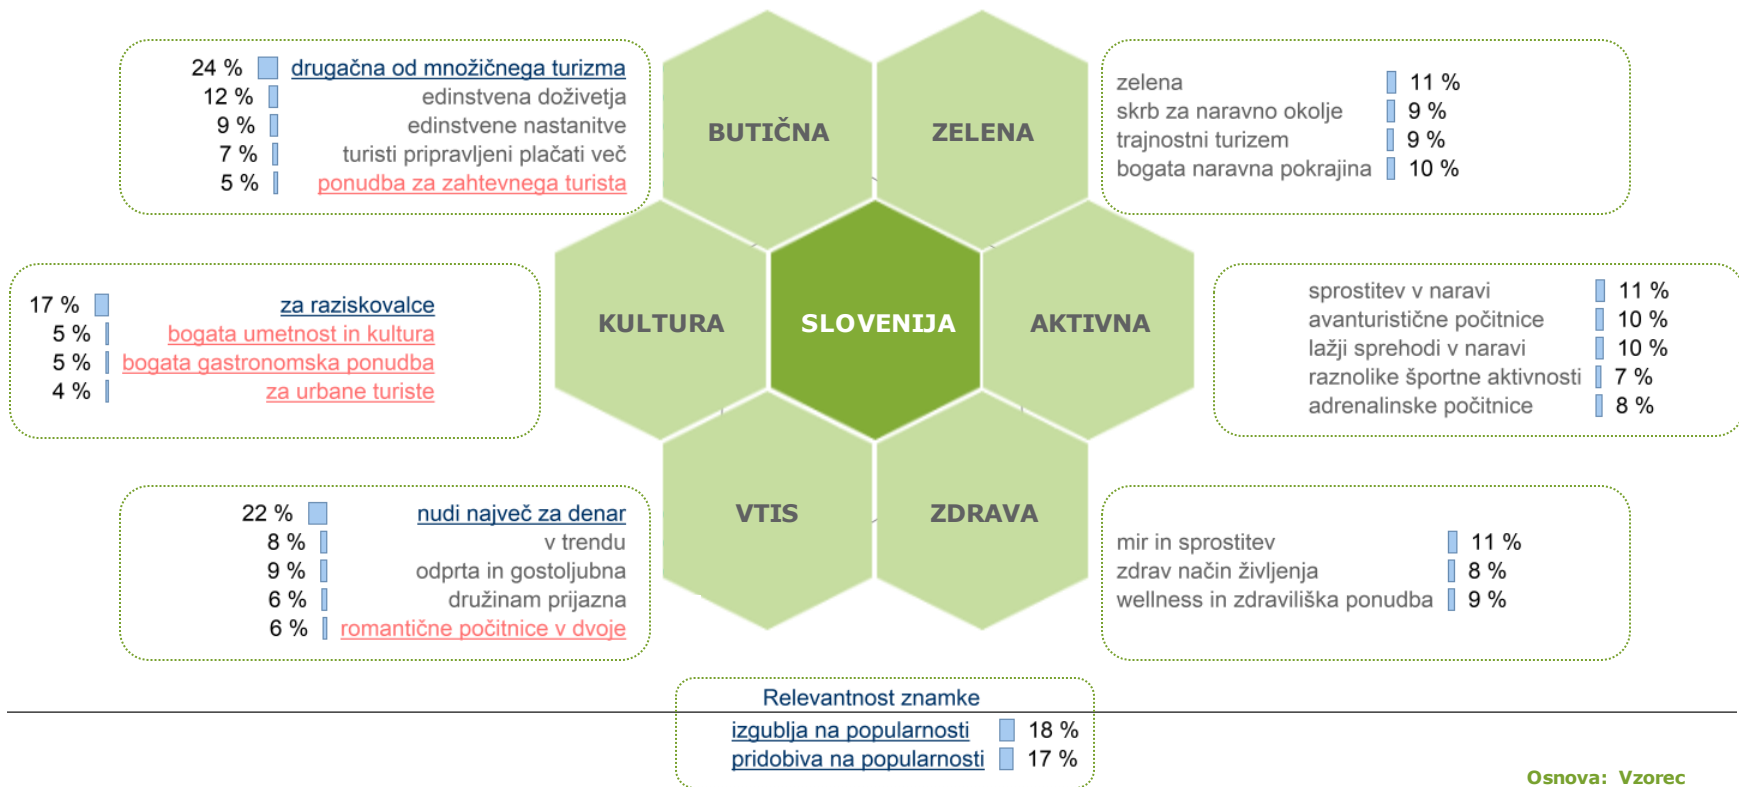 24 % drugačna od množičnega turizma
12 % edinstvena doživetja
9 % edinstvene nastanitve
7 % turisti pripravljeni plačati več
5 % ponudba za zahtevnega turista
BUTIČNA
ZELENA
zelena 11 %
skrb za naravno okolje 9 %
trajnostni turizem 9 %
bogata naravna pokrajina 10 %
17 % za raziskovalce
5 % bogata umetnost in kultura
5 % bogata gastronomska ponudba
4 % za urbane turiste
KULTURA
SLOVENIJA
AKTIVNA
sprostitev v naravi 11 %
avanturistične počitnice 10 %
lažji sprehodi v naravi 10 %
raznolike športne aktivnosti 7 %
adrenalinske počitnice 8 %
22 % nudi največ za denar
8 % v trendu
9 % odprta in gostoljubna
6 % družinam prijazna
6 % romantične počitnice v dvoje
VTIS
ZDRAVA
mir in sprostitev 11 %
zdrav način življenja 8 %
wellness in zdraviliška ponudba 9 %
Relevantnost znamke
izgublja na popularnosti 18 %
pridobiva na popularnosti 17 %
Osnova: Vzorec